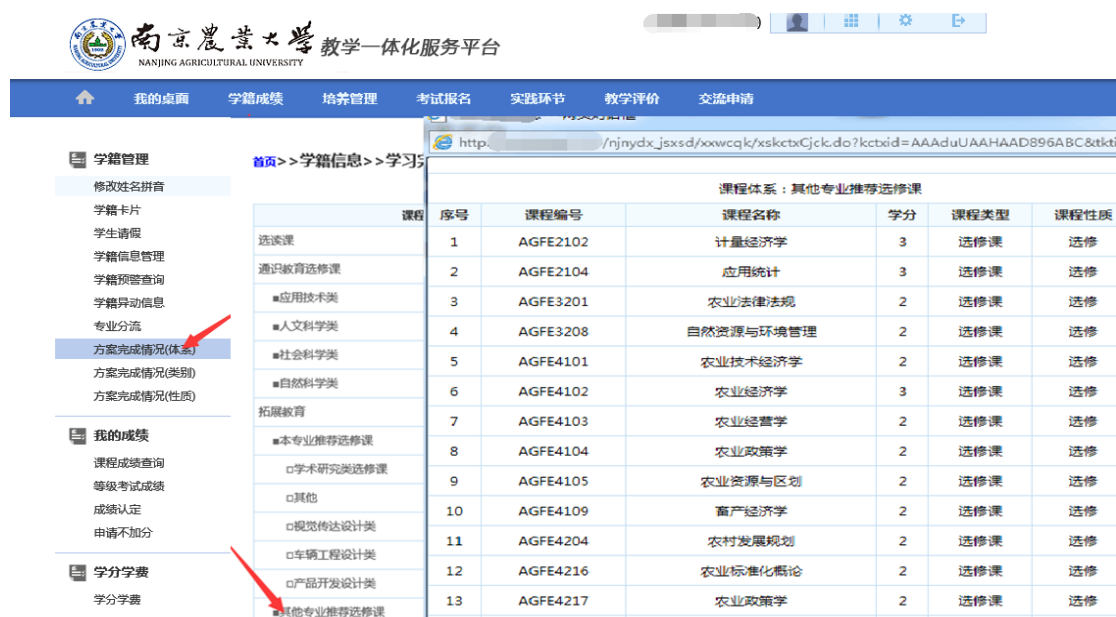 南京農業大學 教学一体化服务平台
NANJING AGRICULTURAL UNIVERSITY
我的桌面 学籍成绩 培养管理 考试报名 实践环节 教学评价 交流申请
学籍管理
修改姓名拼音
学籍卡片
学生请假
学籍信息管理
学籍预警查询
学籍异动信息
专业分流
方案完成情况(体系)
方案完成情况(类别)
方案完成情况(性质)
我的成绩
课程成绩查询
等级考试成绩
成绩认定
申请不加分
学分学费
学分学费
首页>>学籍信息>>学习完
课程
选读课
通识教育选修课
■应用技术类
■人文科学类
■社会科学类
■自然科学类
拓展教育
■本专业推荐选修课
□学术研究类选修课
□其他
□视觉传达设计类
□车辆工程设计类
□产品开发设计类
■其他专业推荐选修课
http: /njnydx_jsxsd/xxwcqk/xskctxCjck.do?kctxid=AAAduUAAHAAD896ABC&tkti
课程体系：其他专业推荐选修课
序号 课程编号 课程名称 学分 课程类型 课程性质
1 AGFE2102 计量经济学 3 选修课 选修
2 AGFE2104 应用统计 3 选修课 选修
3 AGFE3201 农业法律法规 2 选修课 选修
4 AGFE3208 自然资源与环境管理 2 选修课 选修
5 AGFE4101 农业技术经济学 2 选修课 选修
6 AGFE4102 农业经济学 3 选修课 选修
7 AGFE4103 农业经营学 2 选修课 选修
8 AGFE4104 农业政策学 2 选修课 选修
9 AGFE4105 农业资源与区划 2 选修课 选修
10 AGFE4109 畜产经济学 2 选修课 选修
11 AGFE4204 农村发展规划 2 选修课 选修
12 AGFE4216 农业标准化概论 2 选修课 选修
13 AGFE4217 农业政策学 2 选修课 选修